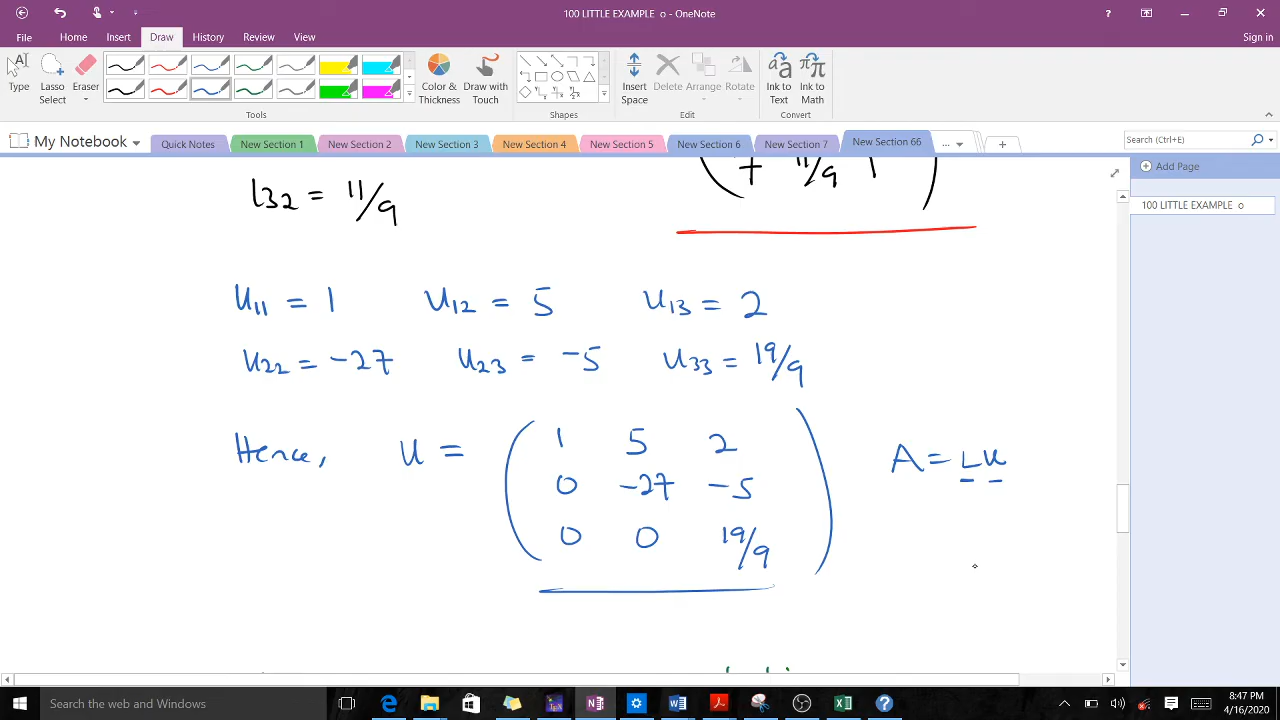 100 LITTLE EXAMPLE o - OneNote
File Home Insert Draw History Review View
Sign in
Type
Lasso Select
Eraser
Color & Thickness
Draw with Touch
Insert Space
Delete
Arrange
Rotate
Ink to Text
Ink to Math
Tools
Shapes
Edit
Convert
My Notebook
Quick Notes
New Section 1
New Section 2
New Section 3
New Section 4
New Section 5
New Section 6
New Section 7
New Section 66
...
Search (Ctrl+E)
Add Page
100 LITTLE EXAMPLE o
11/9 1
l32 = 11/9
U11 = 1 U12 = 5 U13 = 2
U22 = -27 U23 = -5 U33 = 19/9
Hence, U =
1 5 2
0 -27 -5
0 0 19/9
A = LU
Search the web and Windows
8:47 PM
4/16/2020